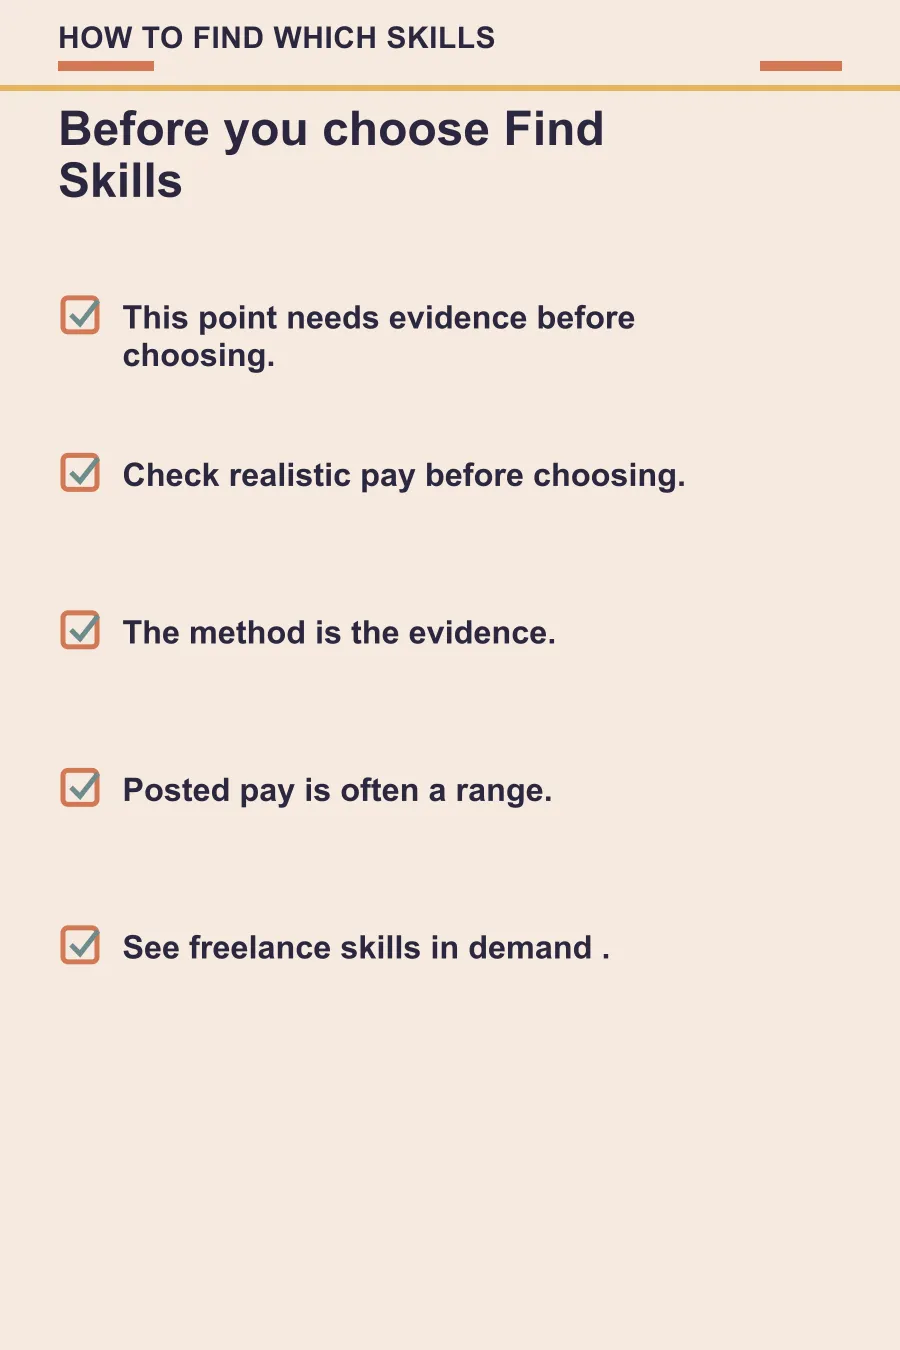 HOW TO FIND WHICH SKILLS
Before you choose Find
Skills
This point needs evidence before
choosing.
Check realistic pay before choosing.
The method is the evidence.
Posted pay is often a range.
See freelance skills in demand .